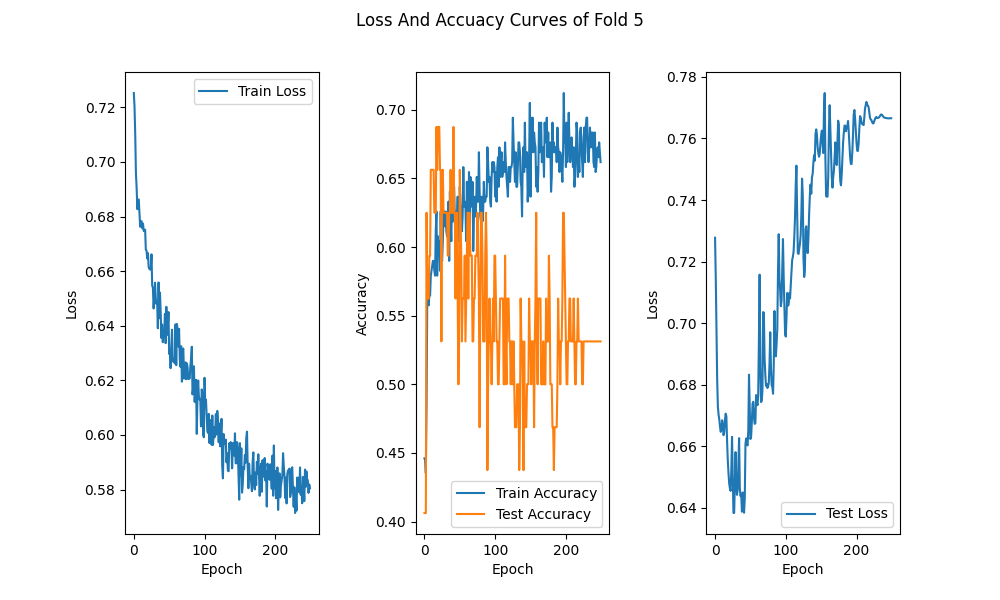 Loss And Accuacy Curves of Fold 5
Loss
0.72
0.70
0.68
0.66
0.64
0.62
0.60
0.58
Train Loss
0
100
200
Epoch
Accuracy
0.70
0.65
0.60
0.55
0.50
0.45
0.40
Train Accuracy
Test Accuracy
0
100
200
Epoch
Loss
0.78
0.76
0.74
0.72
0.70
0.68
0.66
0.64
Test Loss
0
100
200
Epoch